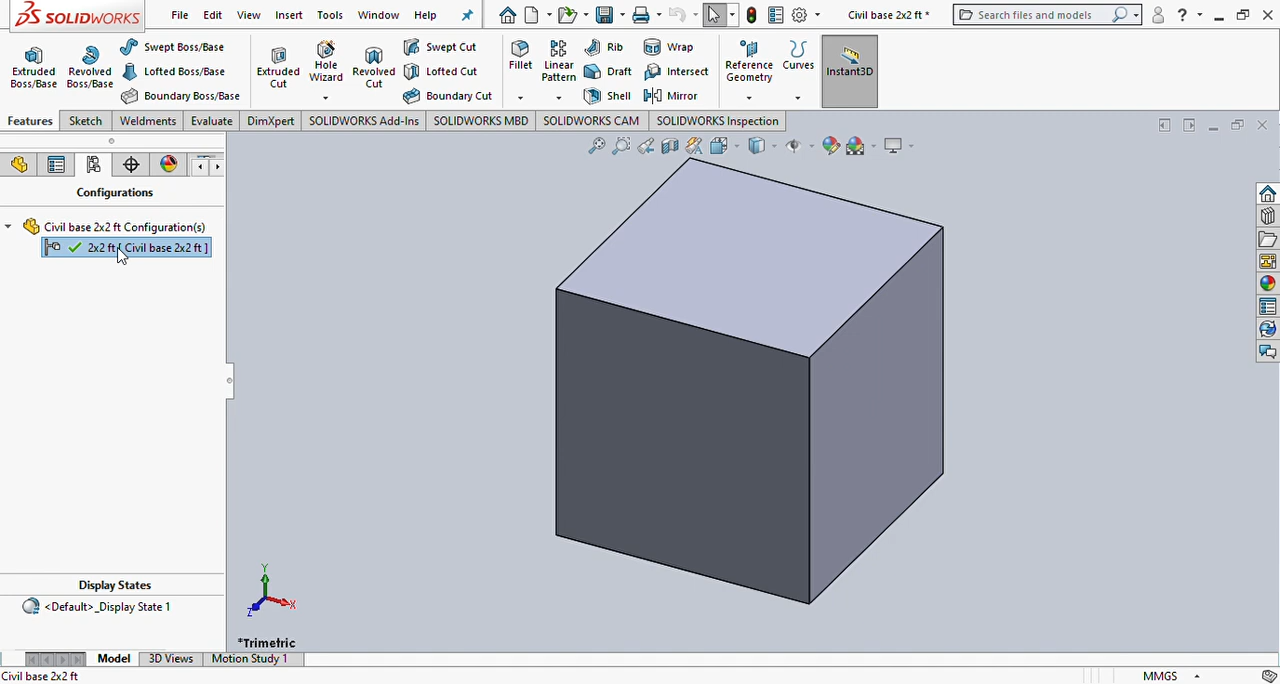 SOLIDWORKS File Edit View Insert Tools Window Help Civil base 2x2 ft * Search files and models ?
Extruded Boss/Base
Revolved Boss/Base
Swept Boss/Base
Lofted Boss/Base
Boundary Boss/Base
Extruded Cut
Hole Wizard
Revolved Cut
Swept Cut
Lofted Cut
Boundary Cut
Fillet
Linear Pattern
Rib
Draft
Shell
Wrap
Intersect
Mirror
Reference Geometry
Curves
Instant3D
Features Sketch Weldments Evaluate DimXpert SOLIDWORKS Add-Ins SOLIDWORKS MBD SOLIDWORKS CAM SOLIDWORKS Inspection
Configurations
Civil base 2x2 ft Configuration(s)
2x2 ft [ Civil base 2x2 ft ]
Display States
<Default>_Display State 1
Y
X
Z
*Trimetric
Model 3D Views Motion Study 1
Civil base 2x2 ft MMGS